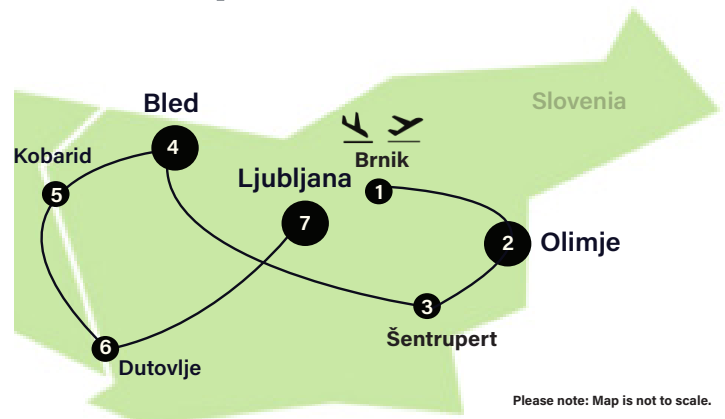 Slovenia
Bled
4
Brnik
Kobarid
5
Ljubljana
7
1
2
Olimje
3
Šentrupert
6
Dutovlje
Please note: Map is not to scale.